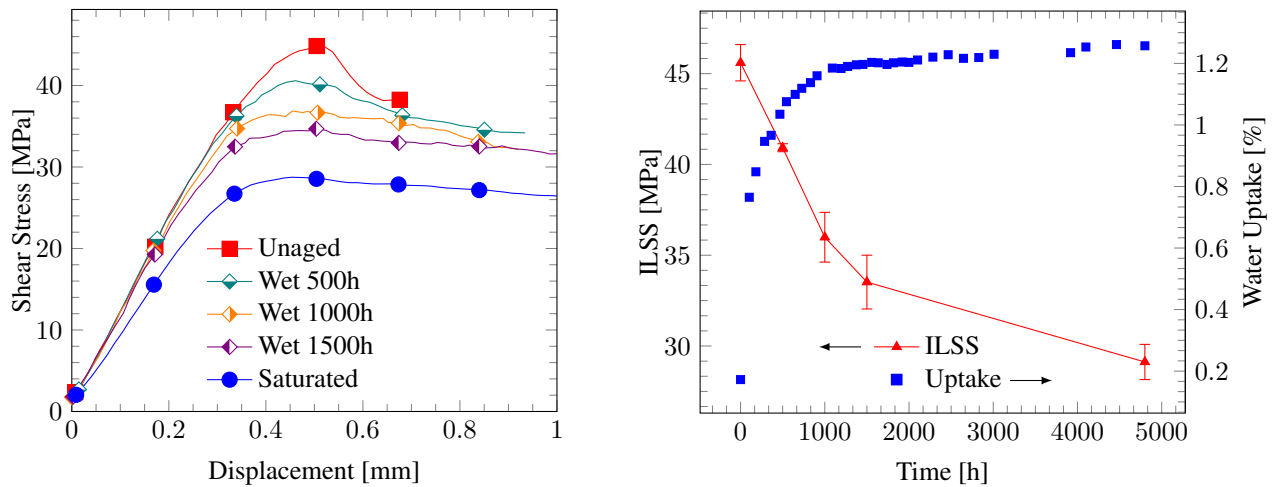 40
30
20
10
0
0
0.2
0.4
0.6
0.8
1
Shear Stress [MPa]
Displacement [mm]
Unaged
Wet 500h
Wet 1000h
Wet 1500h
Saturated
45
40
35
30
ILSS [MPa]
0
1000
2000
3000
4000
5000
Time [h]
1.2
1
0.8
0.6
0.4
0.2
Water Uptake [%]
ILSS
Uptake